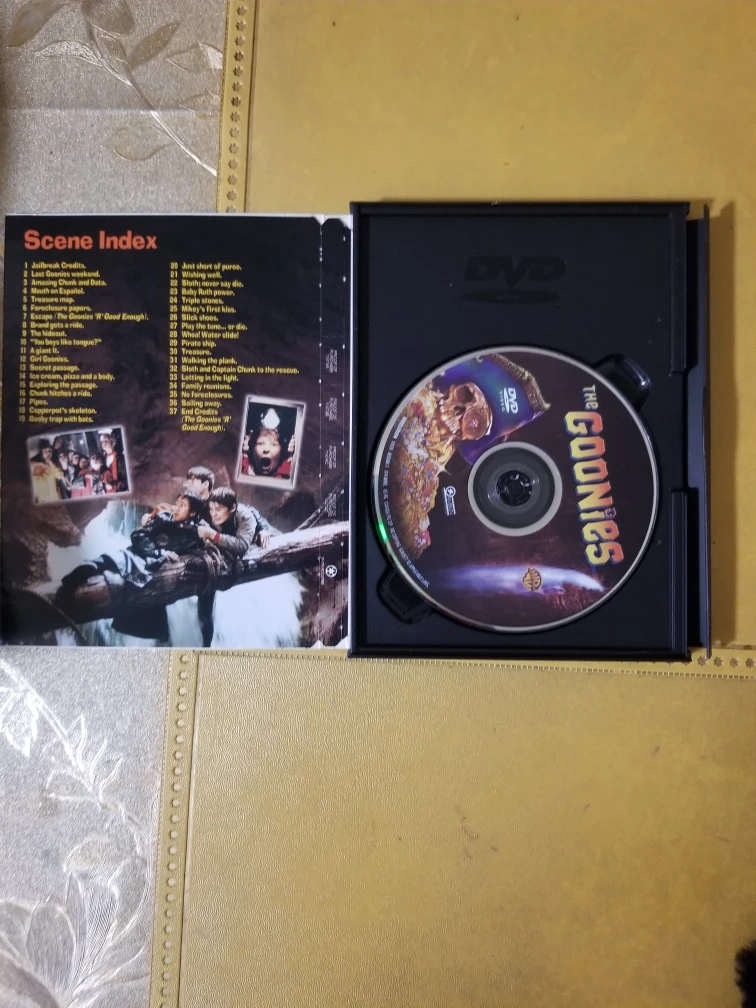 Scene Index
1 Jailbreak Credits.
2 Last Goonies weekend.
3 Amazing Chunk and Data.
4 Mouth en Español.
5 Treasure map.
6 Foreclosure papers.
7 Escape (The Goonies 'R' Good Enough).
8 Brand gets a ride.
9 The hideout.
10 "You boys like tongue?"
11 A giant It.
12 Girl Goonies.
13 Secret passage.
14 Ice cream, pizza and a body.
15 Exploring the passage.
16 Chunk hitches a ride.
17 Pipes.
18 Copperpot's skeleton.
19 Booby trap with bats.
20 Just short of puree.
21 Wishing well.
22 Sloth: never say die.
23 Baby Ruth power.
24 Triple stones.
25 Mikey's first kiss.
26 Slick shoes.
27 Play the tune... or die.
28 Whoa! Water slide!
29 Pirate ship.
30 Treasure.
31 Walking the plank.
32 Sloth and Captain Chunk to the rescue.
33 Letting in the light.
34 Family reunions.
35 No foreclosures.
36 Sailing away.
37 End Credits
(The Goonies 'R'
Good Enough).
DVD
DVD
VIDEO
THE GOONIES
WB